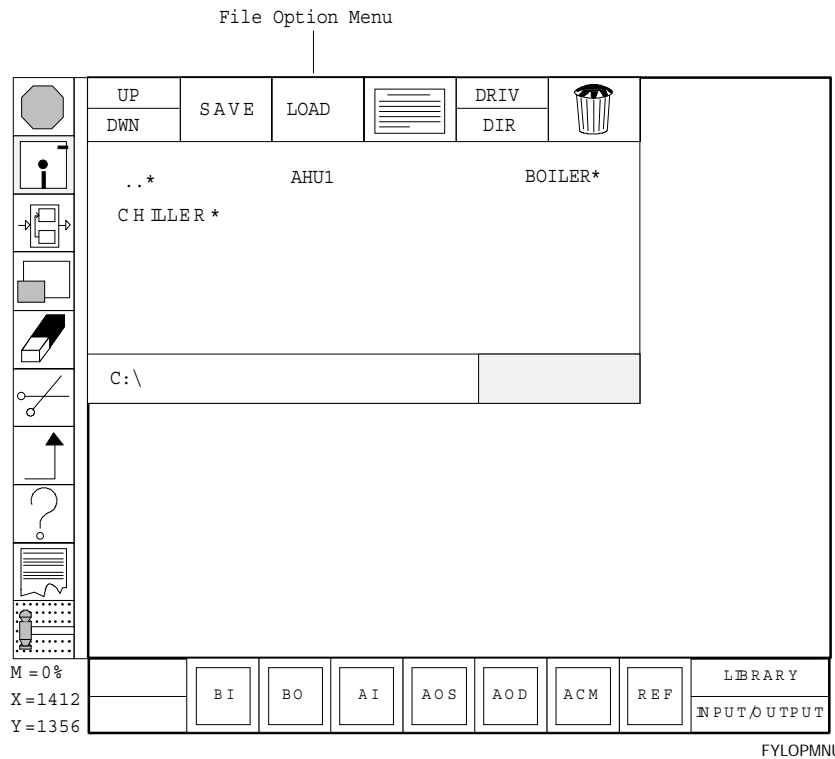 File Option Menu
UP
DWN
SAVE
LOAD
DRIV
DIR
..* AHU1 BOILER*
CHILLER*
C:\
M=0%
X=1412
Y=1356
BI BO AI AOS AOD ACM REF
LIBRARY
INPUT/OUTPUT
FYLOPMNU